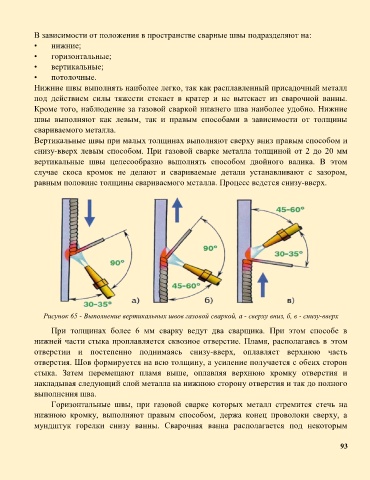 В зависимости от положения в пространстве сварные швы подразделяют на:
• нижние;
• горизонтальные;
• вертикальные;
• потолочные.
Нижние швы выполнять наиболее легко, так как расплавленный присадочный металл
под действием силы тяжести стекает в кратер и не вытекает из сварочной ванны.
Кроме того, наблюдение за газовой сваркой нижнего шва наиболее удобно. Нижние
швы выполняют как левым, так и правым способами в зависимости от толщины
свариваемого металла.
Вертикальные швы при малых толщинах выполняют сверху вниз правым способом и
снизу-вверх левым способом. При газовой сварке металла толщиной от 2 до 20 мм
вертикальные швы целесообразно выполнять способом двойного валика. В этом
случае скоса кромок не делают и свариваемые детали устанавливают с зазором,
равным половине толщины свариваемого металла. Процесс ведется снизу-вверх.
90°
30-35°
а)
90°
45-60°
б)
45-60°
30-35°
в)
Рисунок 65 - Выполнение вертикальных швов газовой сваркой, а - сверху вниз, б, в - снизу-вверх
При толщинах более 6 мм сварку ведут два сварщика. При этом способе в
нижней части стыка проплавляется сквозное отверстие. Пламя, располагаясь в этом
отверстии и постепенно поднимаясь снизу-вверх, оплавляет верхнюю часть
отверстия. Шов формируется на всю толщину, а усиление получается с обеих сторон
стыка. Затем перемещают пламя выше, оплавляя верхнюю кромку отверстия и
накладывая следующий слой металла на нижнюю сторону отверстия и так до полного
выполнения шва.
Горизонтальные швы, при газовой сварке которых металл стремится стечь на
нижнюю кромку, выполняют правым способом, держа конец проволоки сверху, а
мундштук горелки снизу ванны. Сварочная ванна располагается под некоторым
93